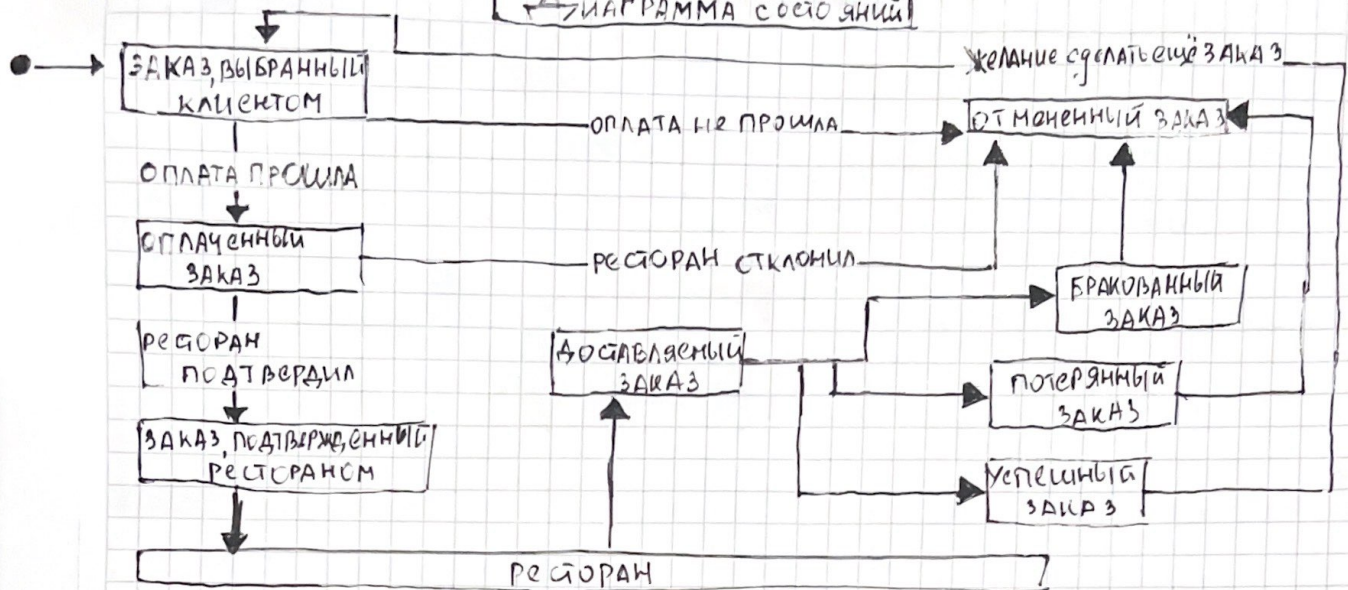 ДИАГРАММА СОСТОЯНИЙ
ЗАКАЗ, ВЫБРАННЫЙ
КЛИЕНТОМ
ЖЕЛАНИЕ СДЕЛАТЬ ЕЩЁ ЗАКАЗ
ОПЛАТА НЕ ПРОШЛА
ОТМЕНЕННЫЙ ЗАКАЗ
ОПЛАТА ПРОШЛА
ОПЛАЧЕННЫЙ
ЗАКАЗ
РЕСТОРАН ОТКЛОНИЛ
БРАКОВАННЫЙ
ЗАКАЗ
РЕСТОРАН
ПОДТВЕРДИЛ
ДОСТАВЛЯЕМЫЙ
ЗАКАЗ
ПОТЕРЯННЫЙ
ЗАКАЗ
ЗАКАЗ, ПОДТВЕРЖДЕННЫЙ
РЕСТОРАНОМ
УСПЕШНЫЙ
ЗАКАЗ
РЕСТОРАН